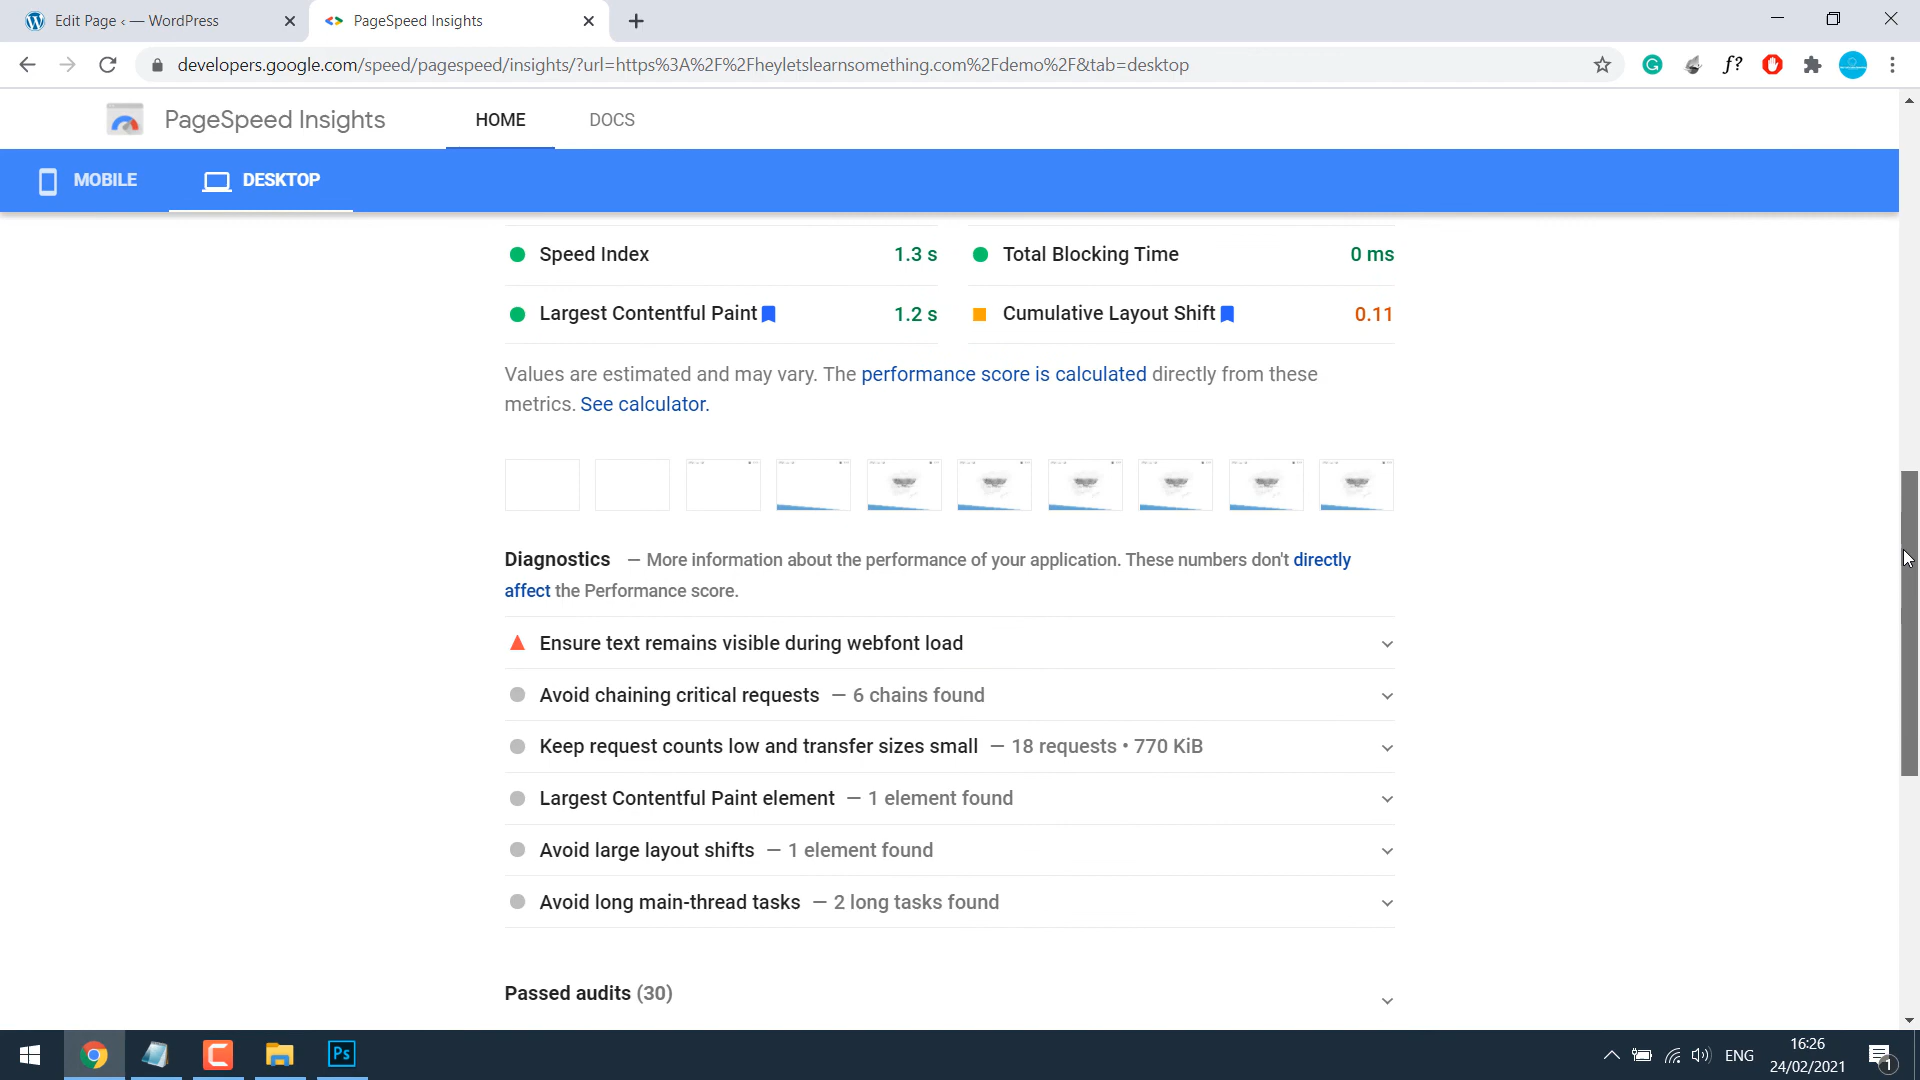 Edit Page ‹ — WordPress
PageSpeed Insights
developers.google.com/speed/pagespeed/insights/?url=https%3A%2F%2Fheyletslearnsomething.com%2Fdemo%2F&tab=desktop
f?
PageSpeed Insights
HOME
DOCS
MOBILE
DESKTOP
Speed Index
1.3 s
Total Blocking Time
0 ms
Largest Contentful Paint
1.2 s
Cumulative Layout Shift
0.11
Values are estimated and may vary. The performance score is calculated directly from these
metrics. See calculator.
Diagnostics — More information about the performance of your application. These numbers don't directly
affect the Performance score.
Ensure text remains visible during webfont load
Avoid chaining critical requests — 6 chains found
Keep request counts low and transfer sizes small — 18 requests • 770 KiB
Largest Contentful Paint element — 1 element found
Avoid large layout shifts — 1 element found
Avoid long main-thread tasks — 2 long tasks found
Passed audits (30)
Ps
ENG
16:26
24/02/2021
1